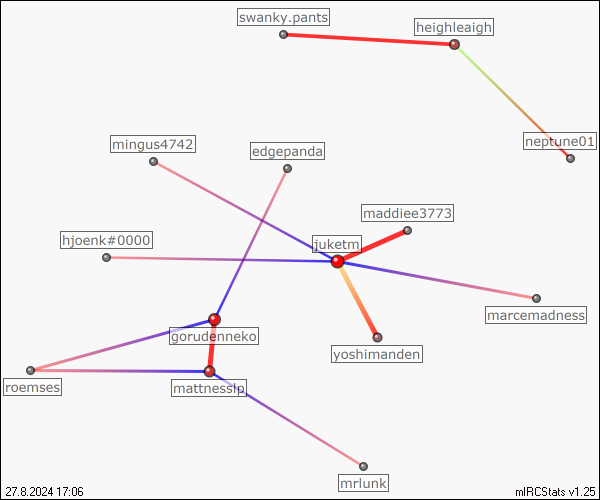 swanky.pants
heighleaigh
neptune01
mingus4742
edgepanda
maddiee3773
hjoenk#0000
juketm
marcemadness
gorudenneko
yoshimanden
roemses
mattnesslp
mrlunk
27.8.2024 17:06
mIRCStats v1.25